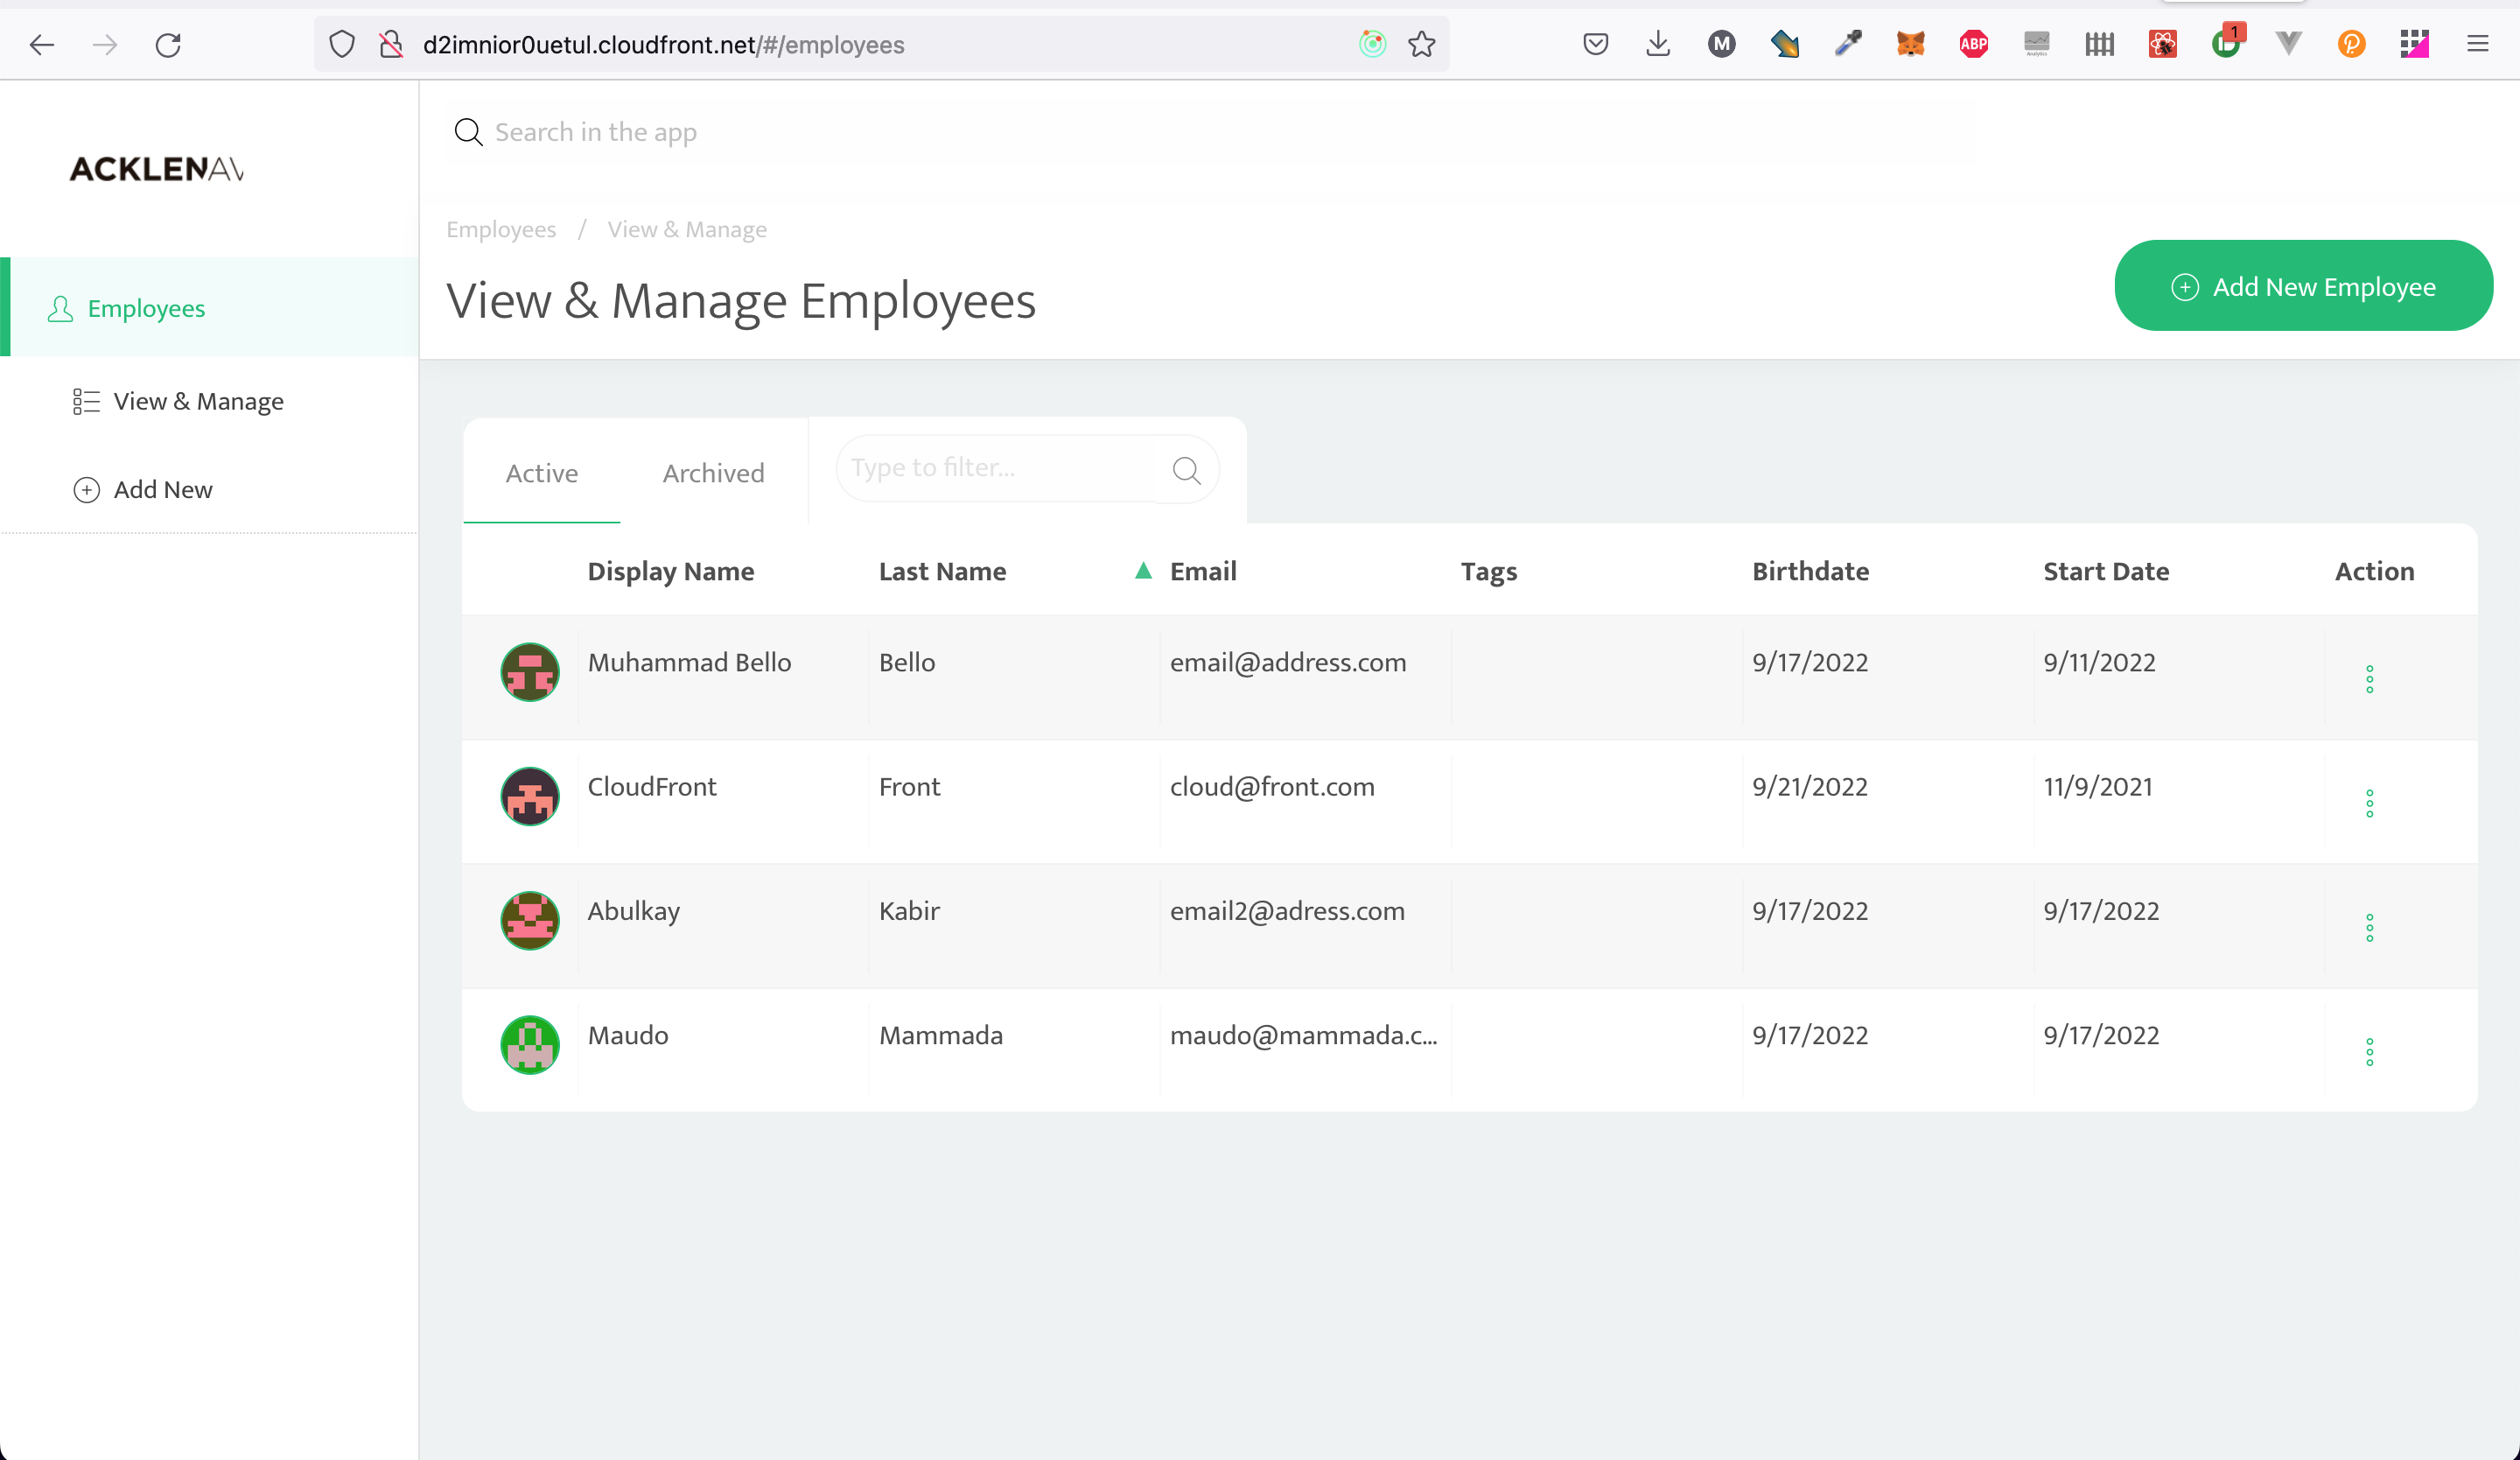 d2imnior0uetul.cloudfront.net/#/employees
M
ABP
Analytics
1
Search in the app
ACKLENAV
Employees / View & Manage
View & Manage Employees
Add New Employee
Employees
View & Manage
Add New
Active Archived Type to filter...
Display Name Last Name Email Tags Birthdate Start Date Action
Muhammad Bello Bello email@address.com 9/17/2022 9/11/2022
CloudFront Front cloud@front.com 9/21/2022 11/9/2021
Abulkay Kabir email2@adress.com 9/17/2022 9/17/2022
Maudo Mammada maudo@mammada.c... 9/17/2022 9/17/2022